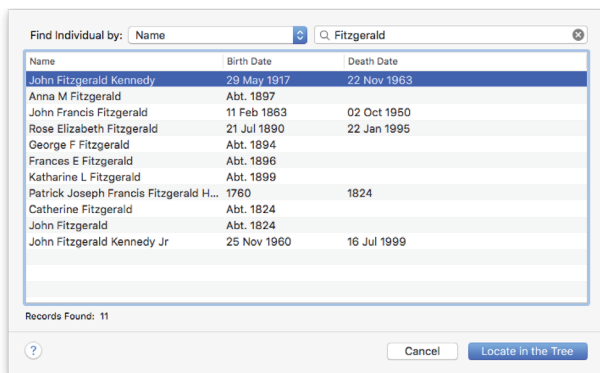 Find Individual by: Name Fitzgerald
Name Birth Date Death Date
John Fitzgerald Kennedy 29 May 1917 22 Nov 1963
Anna M Fitzgerald Abt. 1897
John Francis Fitzgerald 11 Feb 1863 02 Oct 1950
Rose Elizabeth Fitzgerald 21 Jul 1890 22 Jan 1995
George F Fitzgerald Abt. 1894
Frances E Fitzgerald Abt. 1896
Katharine L Fitzgerald Abt. 1899
Patrick Joseph Francis Fitzgerald H... 1760 1824
Catherine Fitzgerald Abt. 1824
John Fitzgerald Abt. 1824
John Fitzgerald Kennedy Jr 25 Nov 1960 16 Jul 1999
Records Found: 11
? Cancel Locate in the Tree